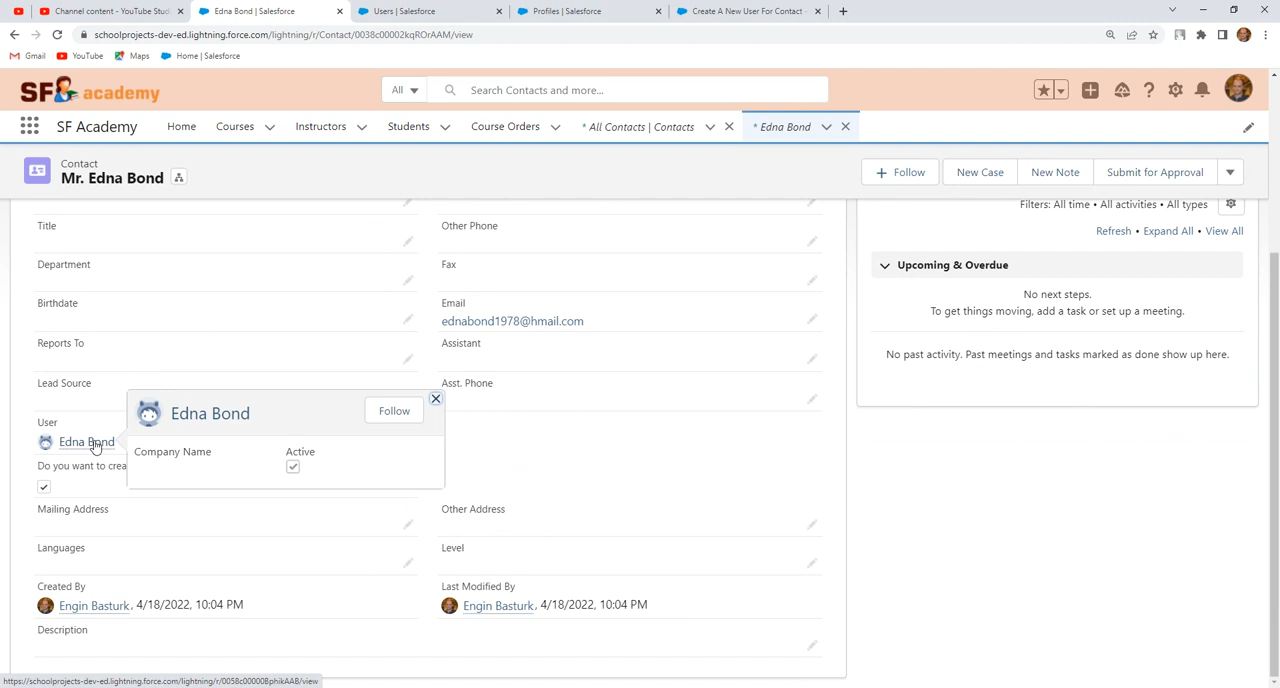 Channel content - YouTube Stud
Edna Bond | Salesforce
Users | Salesforce
Profiles | Salesforce
Create A New User For Contact -
schoolprojects-dev-ed.lightning.force.com/lightning/r/Contact/0038c00002kqROrAAM/view
Gmail
YouTube
Maps
Home | Salesforce
SF academy
All
Search Contacts and more...
SF Academy
Home
Courses
Instructors
Students
Course Orders
* All Contacts | Contacts
* Edna Bond
Contact
Mr. Edna Bond
Follow
New Case
New Note
Submit for Approval
Filters: All time • All activities • All types
Refresh • Expand All • View All
Title
Other Phone
Department
Fax
Birthdate
Email
ednabond1978@hmail.com
Reports To
Assistant
Lead Source
Asst. Phone
User
Edna Bond
Do you want to crea
Edna Bond
Follow
Company Name
Active
Mailing Address
Other Address
Languages
Level
Created By
Engin Basturk, 4/18/2022, 10:04 PM
Last Modified By
Engin Basturk, 4/18/2022, 10:04 PM
Description
Upcoming & Overdue
No next steps.
To get things moving, add a task or set up a meeting.
No past activity. Past meetings and tasks marked as done show up here.
https://schoolprojects-dev-ed.lightning.force.com/lightning/r/0058c00000BphikAAB/view